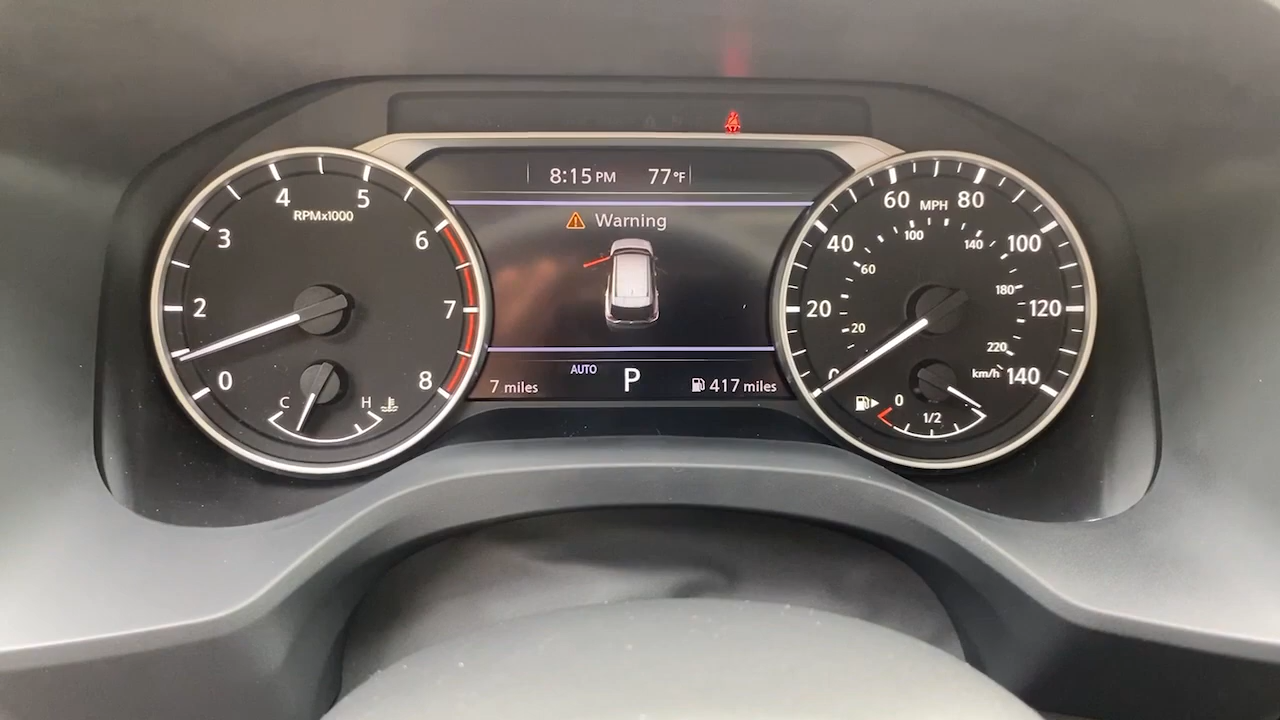 8:15 PM 77°F
Warning
4 5
RPMx1000
3 6
2 7
0 8
C H
60 MPH 80
100 140
40 100
60 180
20 120
20 220
0 km/h 140
0
1/2
AUTO
7 miles P 417 miles